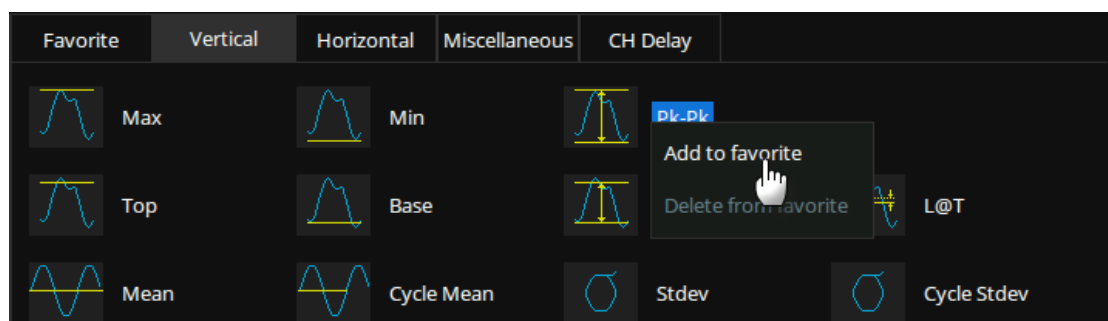 Favorite Vertical Horizontal Miscellaneous CH Delay
Max Min Pk-Pk
Add to favorite
Top Base Delete from favorite L@T
Mean Cycle Mean Stdev Cycle Stdev